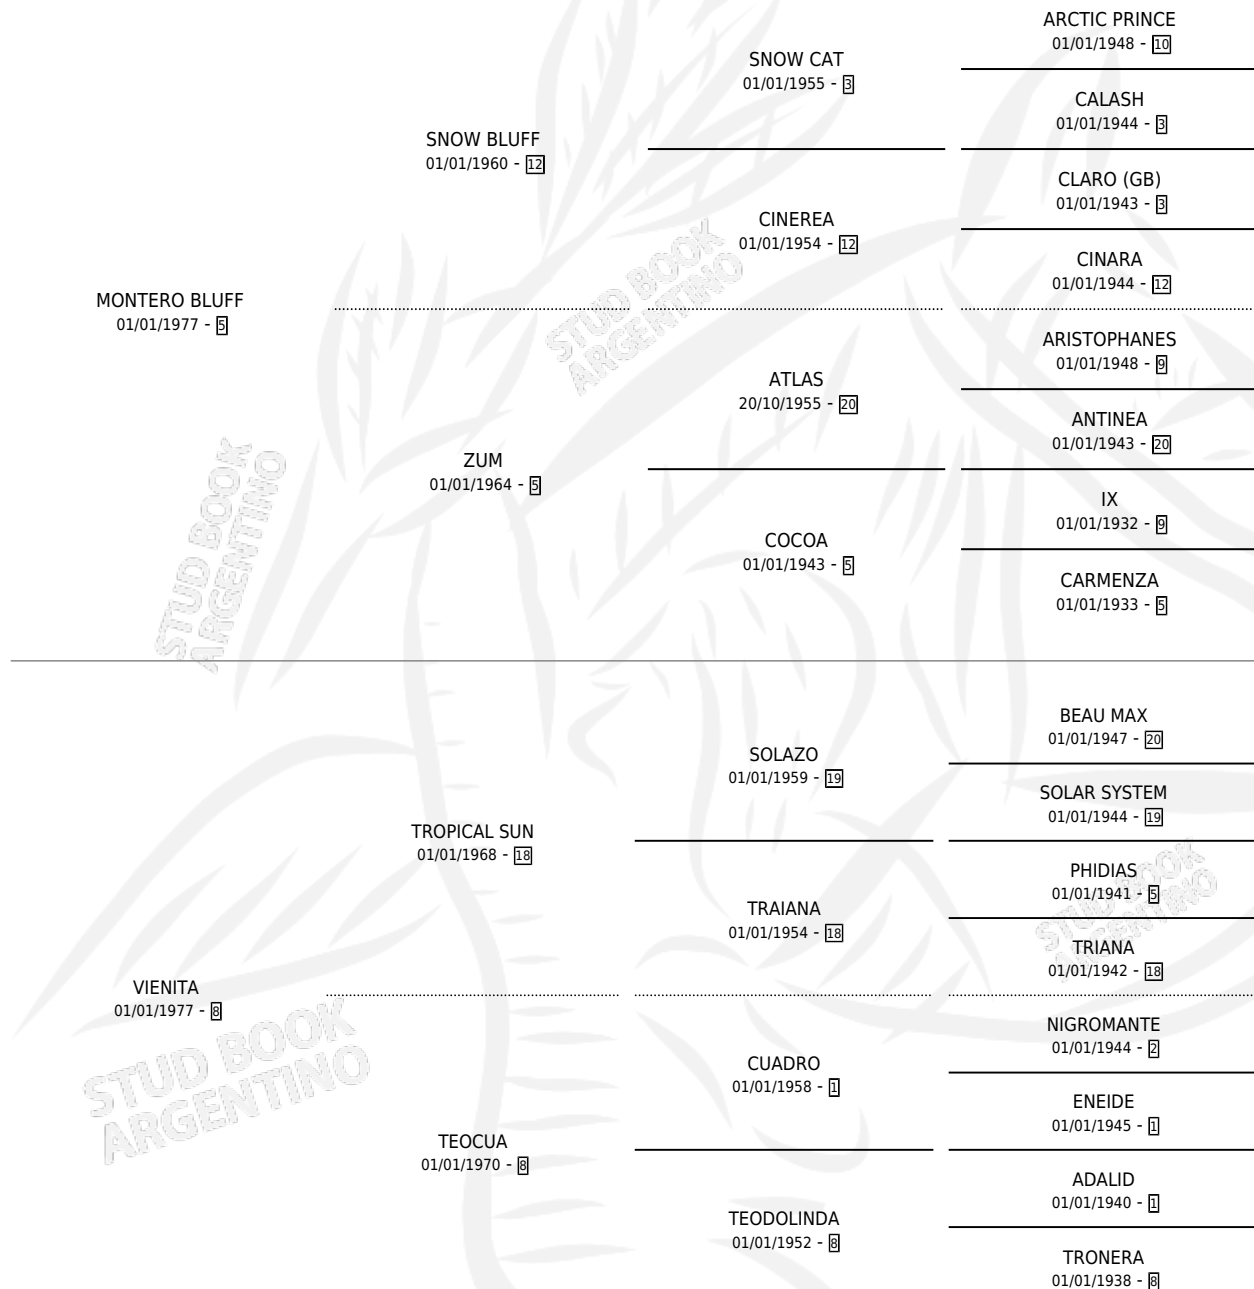 ARCTIC PRINCE
01/01/1948 - 10
SNOW CAT
01/01/1955 - 3
CALASH
01/01/1944 - 3
SNOW BLUFF
01/01/1960 - 12
CLARO (GB)
01/01/1943 - 3
CINEREA
01/01/1954 - 12
CINARA
01/01/1944 - 12
MONTERO BLUFF
01/01/1977 - 5
ARISTOPHANES
01/01/1948 - 9
ATLAS
20/10/1955 - 20
ANTINEA
01/01/1943 - 20
ZUM
01/01/1964 - 5
IX
01/01/1932 - 9
COCOA
01/01/1943 - 5
CARMENZA
01/01/1933 - 5
STUD BOOK
ARGENTINO
STUD BOOK
ARGENTINO
BEAU MAX
01/01/1947 - 20
SOLAZO
01/01/1959 - 19
SOLAR SYSTEM
01/01/1944 - 19
TROPICAL SUN
01/01/1968 - 18
PHIDIAS
01/01/1941 - 5
TRAIANA
01/01/1954 - 18
TRIANA
01/01/1942 - 18
STUD BOOK
ARGENTINO
VIENITA
01/01/1977 - 8
NIGROMANTE
01/01/1944 - 2
CUADRO
01/01/1958 - 1
ENEIDE
01/01/1945 - 1
STUD BOOK
ARGENTINO
TEOCUA
01/01/1970 - 8
ADALID
01/01/1940 - 1
TEODOLINDA
01/01/1952 - 8
TRONERA
01/01/1938 - 8